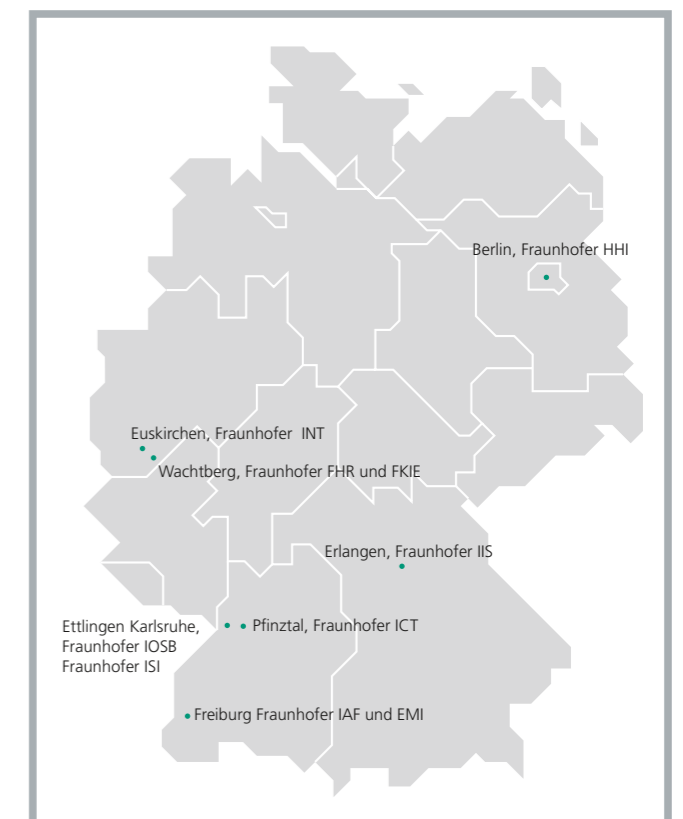 Berlin, Fraunhofer HHI
Euskirchen, Fraunhofer INT
Wachtberg, Fraunhofer FHR und FKIE
Erlangen, Fraunhofer IIS
Ettlingen Karlsruhe,
Fraunhofer IOSB
Fraunhofer ISI
Pfinztal, Fraunhofer ICT
Freiburg Fraunhofer IAF und EMI